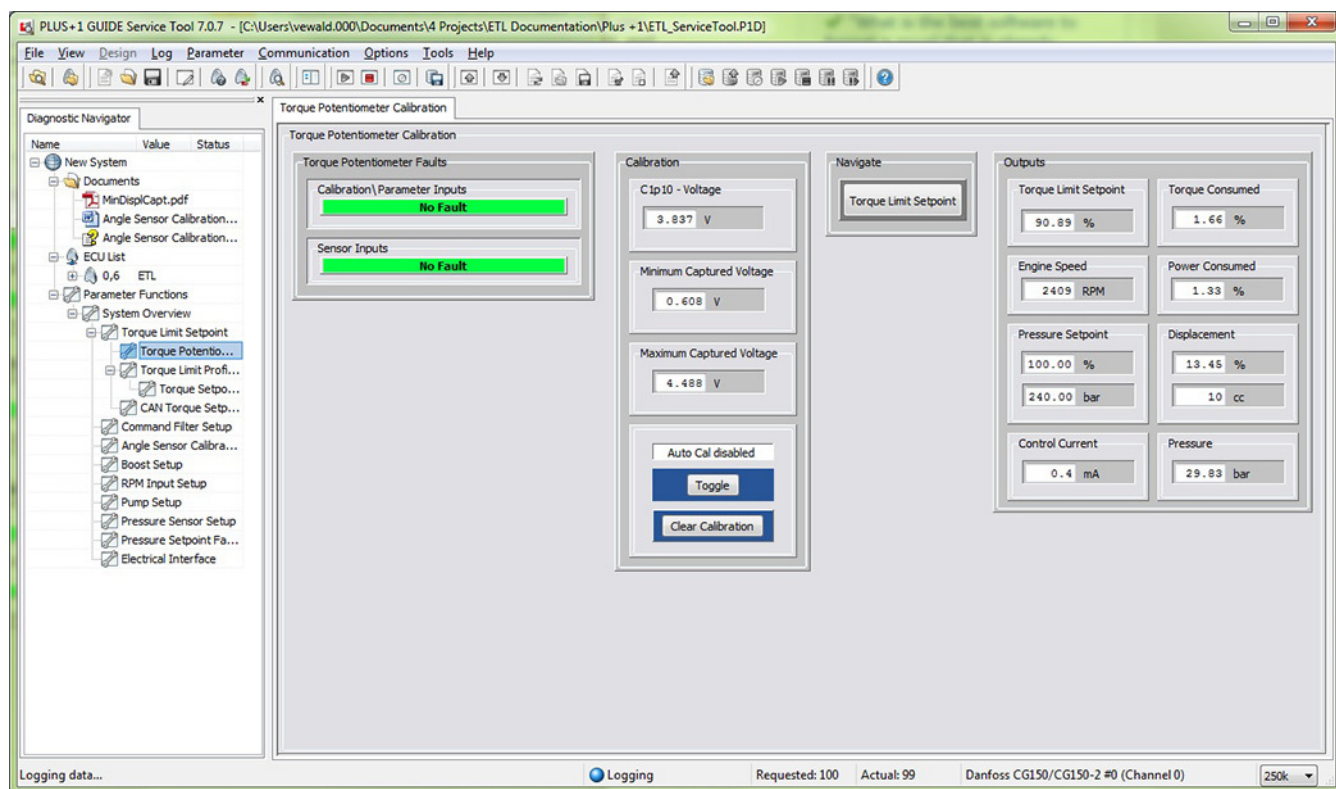 PLUS+1 GUIDE Service Tool 7.0.7 - [C:\Users\vewald.000\Documents\4 Projects\ETL Documentation\Plus +1\ETL_ServiceTool.P1D]
File View Design Log Parameter Communication Options Tools Help
Diagnostic Navigator
Name Value Status
New System
Documents
MinDisplCapt.pdf
Angle Sensor Calibration...
Angle Sensor Calibration...
ECU List
0,6 ETL
Parameter Functions
System Overview
Torque Limit Setpoint
Torque Potentio...
Torque Limit Profi...
Torque Setpo...
CAN Torque Setp...
Command Filter Setup
Angle Sensor Calibra...
Boost Setup
RPM Input Setup
Pump Setup
Pressure Sensor Setup
Pressure Setpoint Fa...
Electrical Interface
Torque Potentiometer Calibration
Torque Potentiometer Calibration
Torque Potentiometer Faults
Calibration\Parameter Inputs
No Fault
Sensor Inputs
No Fault
Calibration
C1p10 - Voltage
3.837 V
Minimum Captured Voltage
0.608 V
Maximum Captured Voltage
4.488 V
Auto Cal disabled
Toggle
Clear Calibration
Navigate
Torque Limit Setpoint
Outputs
Torque Limit Setpoint
90.89 %
Torque Consumed
1.66 %
Engine Speed
2409 RPM
Power Consumed
1.33 %
Pressure Setpoint
100.00 %
240.00 bar
Displacement
13.45 %
10 cc
Control Current
0.4 mA
Pressure
29.83 bar
Logging data...
Logging
Requested: 100
Actual: 99
Danfoss CG150/CG150-2 #0 (Channel 0)
250k